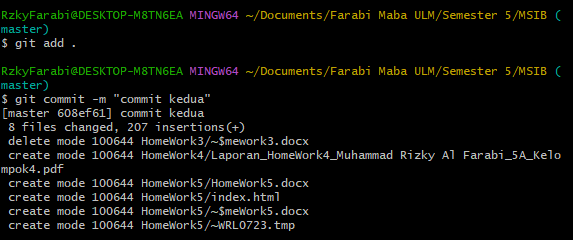 RzkyFarabi@DESKTOP-M8TN6EA MINGW64 ~/Documents/Farabi Maba ULM/Semester 5/MSIB (
master)
$ git add .
RzkyFarabi@DESKTOP-M8TN6EA MINGW64 ~/Documents/Farabi Maba ULM/Semester 5/MSIB (
master)
$ git commit -m "commit kedua"
[master 608ef61] commit kedua
 8 files changed, 207 insertions(+)
 delete mode 100644 HomeWork3/~$mework3.docx
 create mode 100644 HomeWork4/Laporan_HomeWork4_Muhammad Rizky Al Farabi_5A_Kelo
mpok4.pdf
 create mode 100644 HomeWork5/HomeWork5.docx
 create mode 100644 HomeWork5/index.html
 create mode 100644 HomeWork5/~$meWork5.docx
 create mode 100644 HomeWork5/~WRL0723.tmp